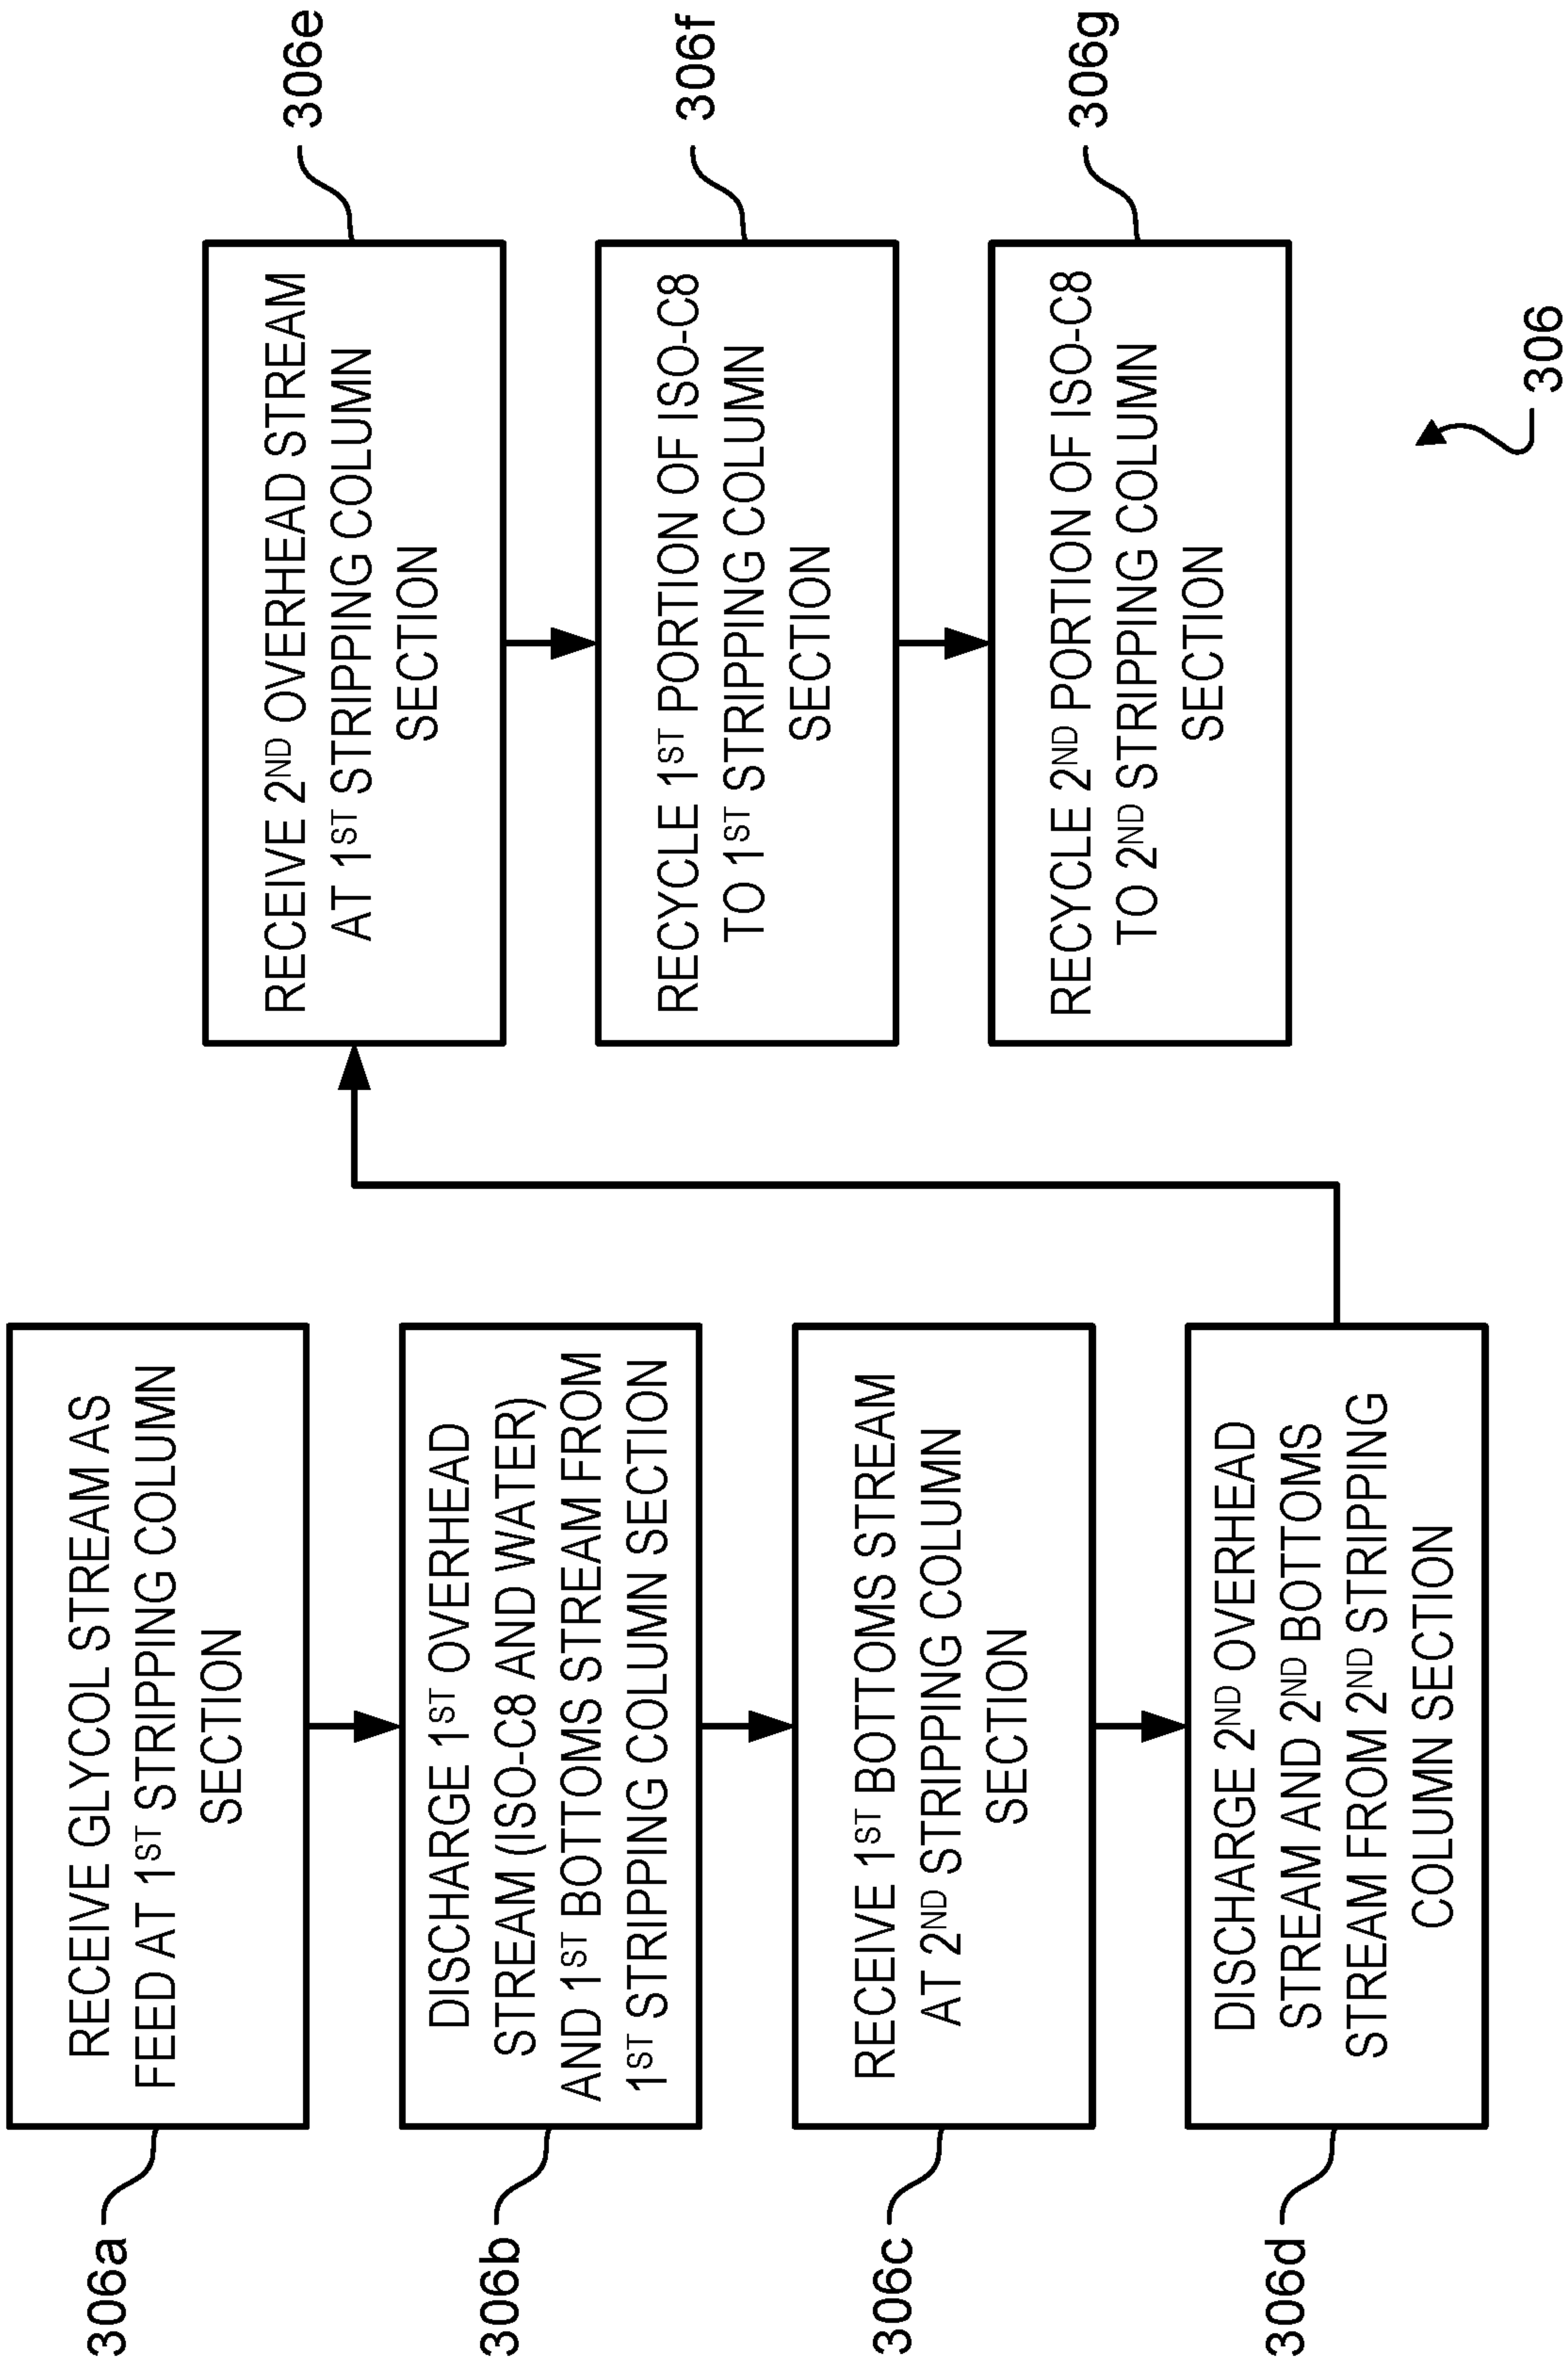 306a
RECEIVE GLYCOL STREAM AS
FEED AT 1ST STRIPPING COLUMN
SECTION
306b
DISCHARGE 1ST OVERHEAD
STREAM (ISO-C8 AND WATER)
AND 1ST BOTTOMS STREAM FROM
1ST STRIPPING COLUMN SECTION
306c
RECEIVE 1ST BOTTOMS STREAM
AT 2ND STRIPPING COLUMN
SECTION
306d
DISCHARGE 2ND OVERHEAD
STREAM AND 2ND BOTTOMS
STREAM FROM 2ND STRIPPING
COLUMN SECTION
306e
RECEIVE 2ND OVERHEAD STREAM
AT 1ST STRIPPING COLUMN
SECTION
306f
RECYCLE 1ST PORTION OF ISO-C8
TO 1ST STRIPPING COLUMN
SECTION
306g
RECYCLE 2ND PORTION OF ISO-C8
TO 2ND STRIPPING COLUMN
SECTION
306